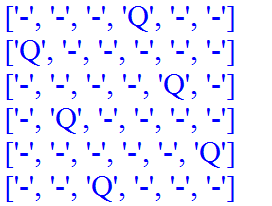 ['-', '-', '-', 'Q', '-', '-']
['Q', '-', '-', '-', '-', '-']
['-', '-', '-', '-', 'Q', '-']
['-', 'Q', '-', '-', '-', '-']
['-', '-', '-', '-', '-', 'Q']
['-', '-', 'Q', '-', '-', '-']